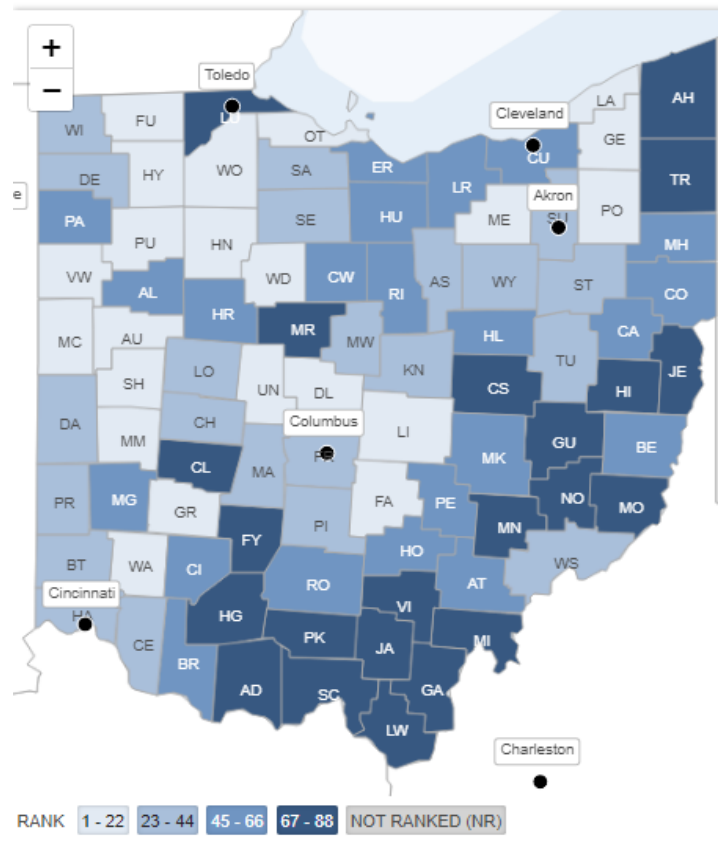 +
Toledo
−
LA
AH
WI
FU
LU
OT
Cleveland
GE
CU
WO
SA
ER
HY
DE
LR
TR
e
Akron
PA
SE
HU
ME
SU
PO
PU
HN
MH
VW
WD
CW
AS
WY
ST
AL
RI
CO
HR
MR
HL
CA
MC
AU
MW
TU
LO
KN
JE
SH
UN
DL
CS
HI
DA
CH
Columbus
LI
GU
BE
MM
CL
MA
MK
PR
MG
GR
FA
PE
NO
MO
PI
MN
FY
HO
BT
WA
CI
WS
RO
AT
Cincinnati
HA
VI
HG
PK
MI
CE
JA
BR
AD
SC
GA
LW
Charleston
RANK 1 - 22 23 - 44 45 - 66 67 - 88 NOT RANKED (NR)